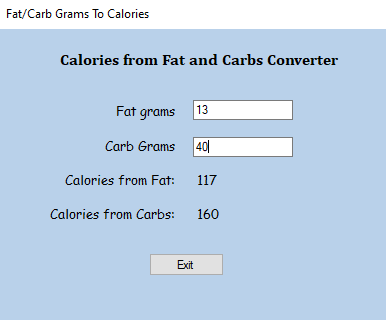 Fat/Carb Grams To Calories
Calories from Fat and Carbs Converter
Fat grams 13
Carb Grams 40
Calories from Fat: 117
Calories from Carbs: 160
Exit